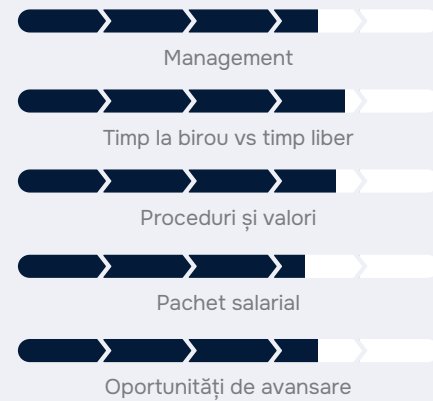 Management
Timp la birou vs timp liber
Proceduri și valori
Pachet salarial
Oportunități de avansare